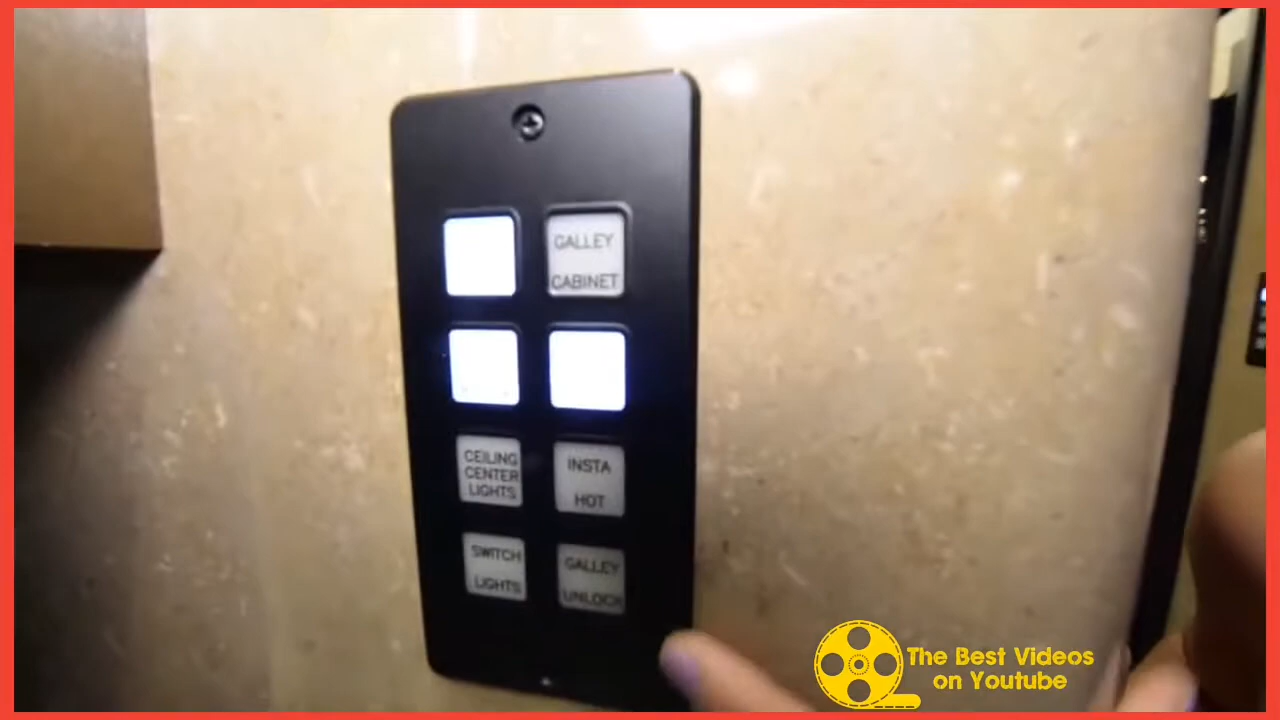 GALLEY
CABINET
CEILING
CENTER
LIGHTS
INSTA
HOT
SWITCH
LIGHTS
GALLEY
UNLOCK
The Best Videos
on Youtube